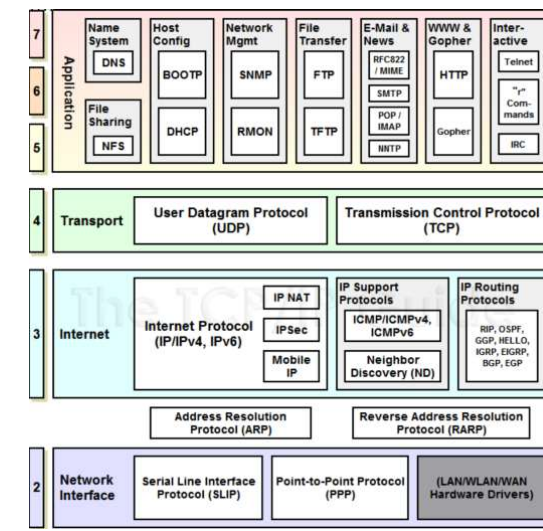 7
6
5
Application
Name
System
DNS
File
Sharing
NFS
Host
Config
BOOTP
DHCP
Network
Mgmt
SNMP
RMON
File
Transfer
FTP
TFTP
E-Mail &
News
RFC822
/ MIME
SMTP
POP /
IMAP
NNTP
WWW &
Gopher
HTTP
Gopher
Inter-
active
Telnet
"r"
Com-
mands
IRC
4
Transport
User Datagram Protocol
(UDP)
Transmission Control Protocol
(TCP)
The TCP/IP Guide
3
Internet
Internet Protocol
(IP/IPv4, IPv6)
IP NAT
IPSec
Mobile
IP
IP Support
Protocols
ICMP/ICMPv4,
ICMPv6
Neighbor
Discovery (ND)
IP Routing
Protocols
RIP, OSPF,
GGP, HELLO,
IGRP, EIGRP,
BGP, EGP
Address Resolution
Protocol (ARP)
Reverse Address Resolution
Protocol (RARP)
2
Network
Interface
Serial Line Interface
Protocol (SLIP)
Point-to-Point Protocol
(PPP)
(LAN/WLAN/WAN
Hardware Drivers)